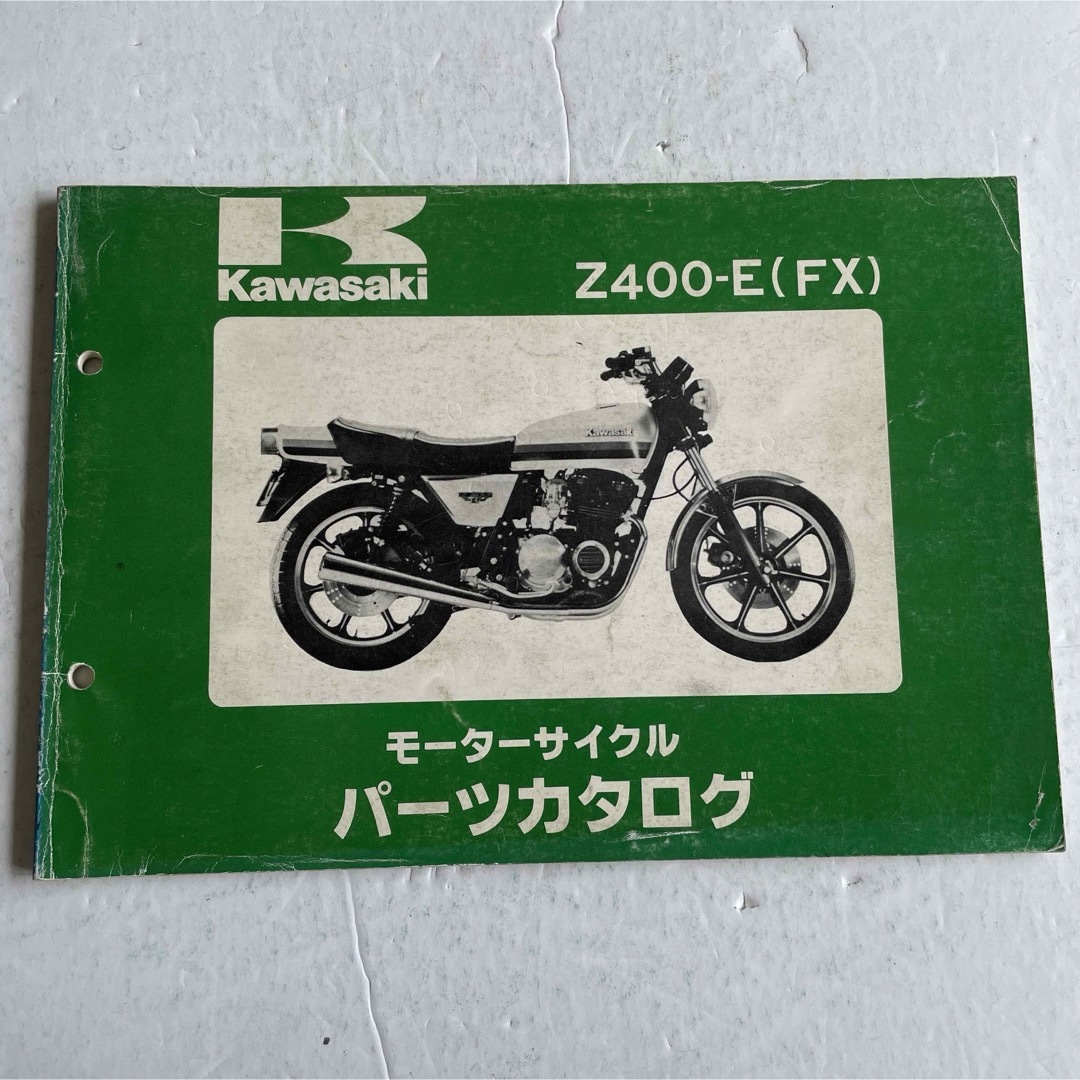 Kawasaki
Z400-E(FX)
Kawasaki
モーターサイクル
パーツカタログ